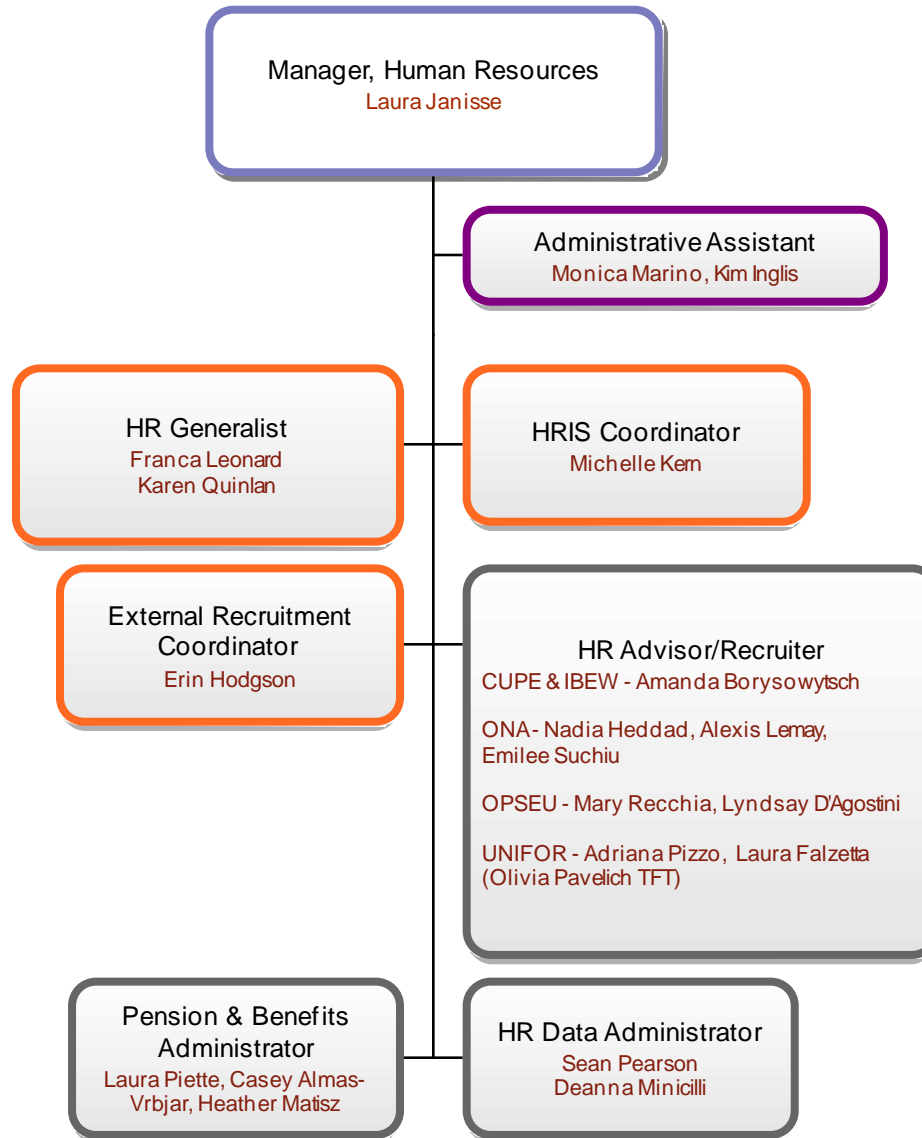 Manager, Human Resources
Laura Janisse
Administrative Assistant
Monica Marino, Kim Inglis
HR Generalist
Franca Leonard
Karen Quinlan
HRIS Coordinator
Michelle Kern
External Recruitment
Coordinator
Erin Hodgson
HR Advisor/Recruiter
CUPE & IBEW - Amanda Borysowytsch
ONA- Nadia Heddad, Alexis Lemay,
Emilee Suchiu
OPSEU - Mary Recchia, Lyndsay D'Agostini
UNIFOR - Adriana Pizzo, Laura Falzetta
(Olivia Pavelich TFT)
Pension & Benefits
Administrator
Laura Piette, Casey Almas-
Vrbjar, Heather Matisz
HR Data Administrator
Sean Pearson
Deanna Minicilli